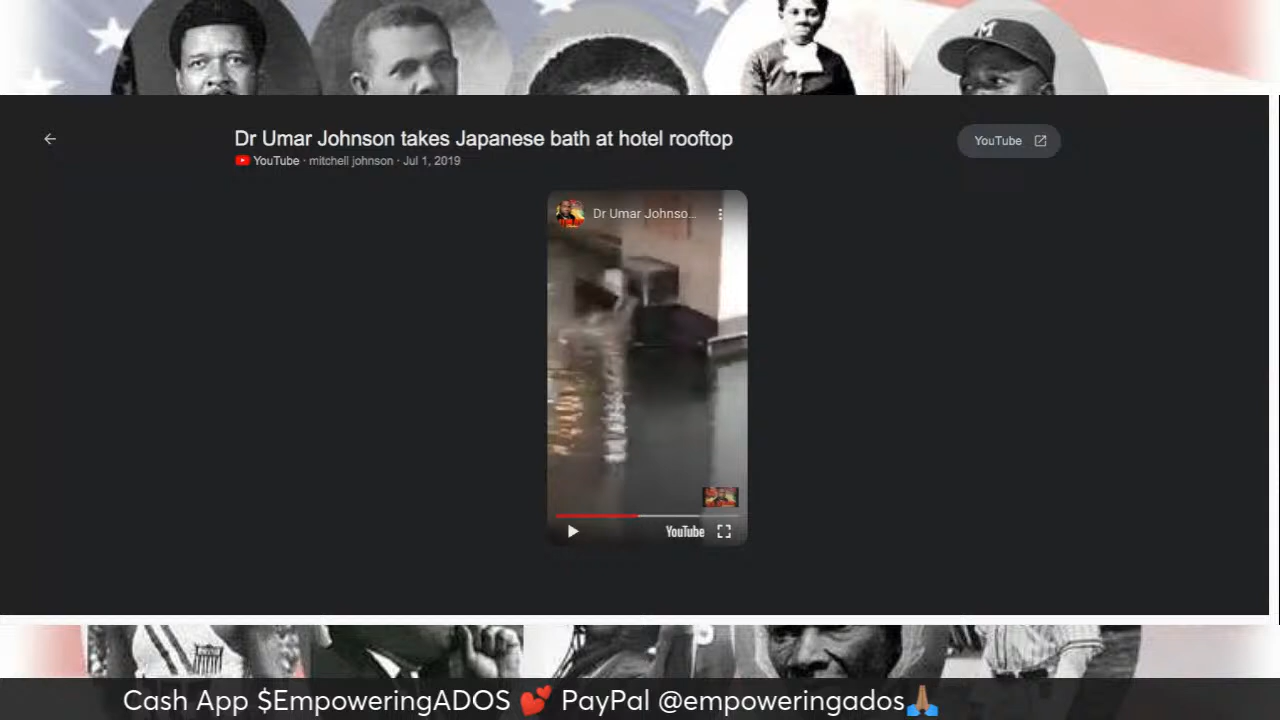 M
Dr Umar Johnson takes Japanese bath at hotel rooftop
YouTube · mitchell johnson · Jul 1, 2019
YouTube
Dr Umar Johnso...
YouTube
Cash App $EmpoweringADOS 💕 PayPal @empoweringados🙏🏽